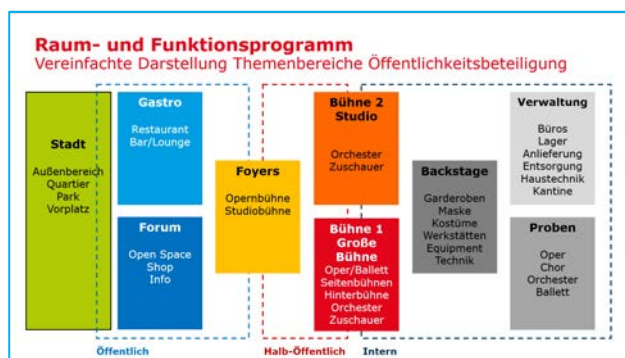 Raum- und Funktionsprogramm
Vereinfachte Darstellung Themenbereiche Öffentlichkeitsbeteiligung
Stadt
Außenbereich
Quartier
Park
Vorplatz
Gastro
Restaurant
Bar/Lounge
Forum
Open Space
Shop
Info
Foyers
Opernbühne
Studiobühne
Bühne 2
Studio
Orchester
Zuschauer
Bühne 1
Große
Bühne
Oper/Ballett
Seitenbühnen
Hinterbühne
Orchester
Zuschauer
Backstage
Garderoben
Maske
Kostüme
Werkstätten
Equipment
Technik
Verwaltung
Büros
Lager
Anlieferung
Entsorgung
Haustechnik
Kantine
Proben
Oper
Chor
Orchester
Ballett
Öffentlich
Halb-Öffentlich
Intern